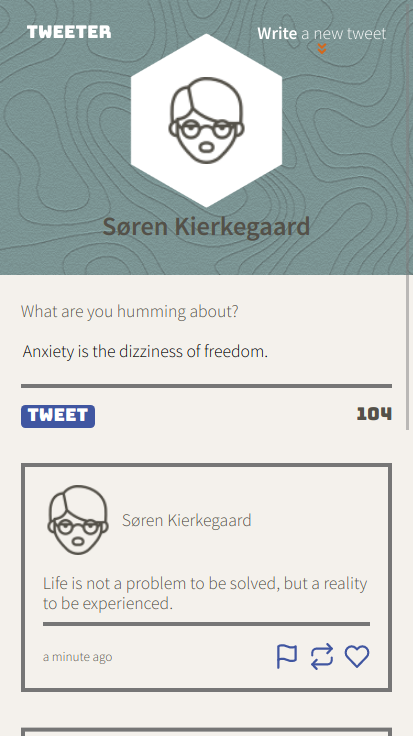 TWEETER
Write a new tweet
Søren Kierkegaard
What are you humming about?
Anxiety is the dizziness of freedom.
TWEET
104
Søren Kierkegaard
Life is not a problem to be solved, but a reality
to be experienced.
a minute ago